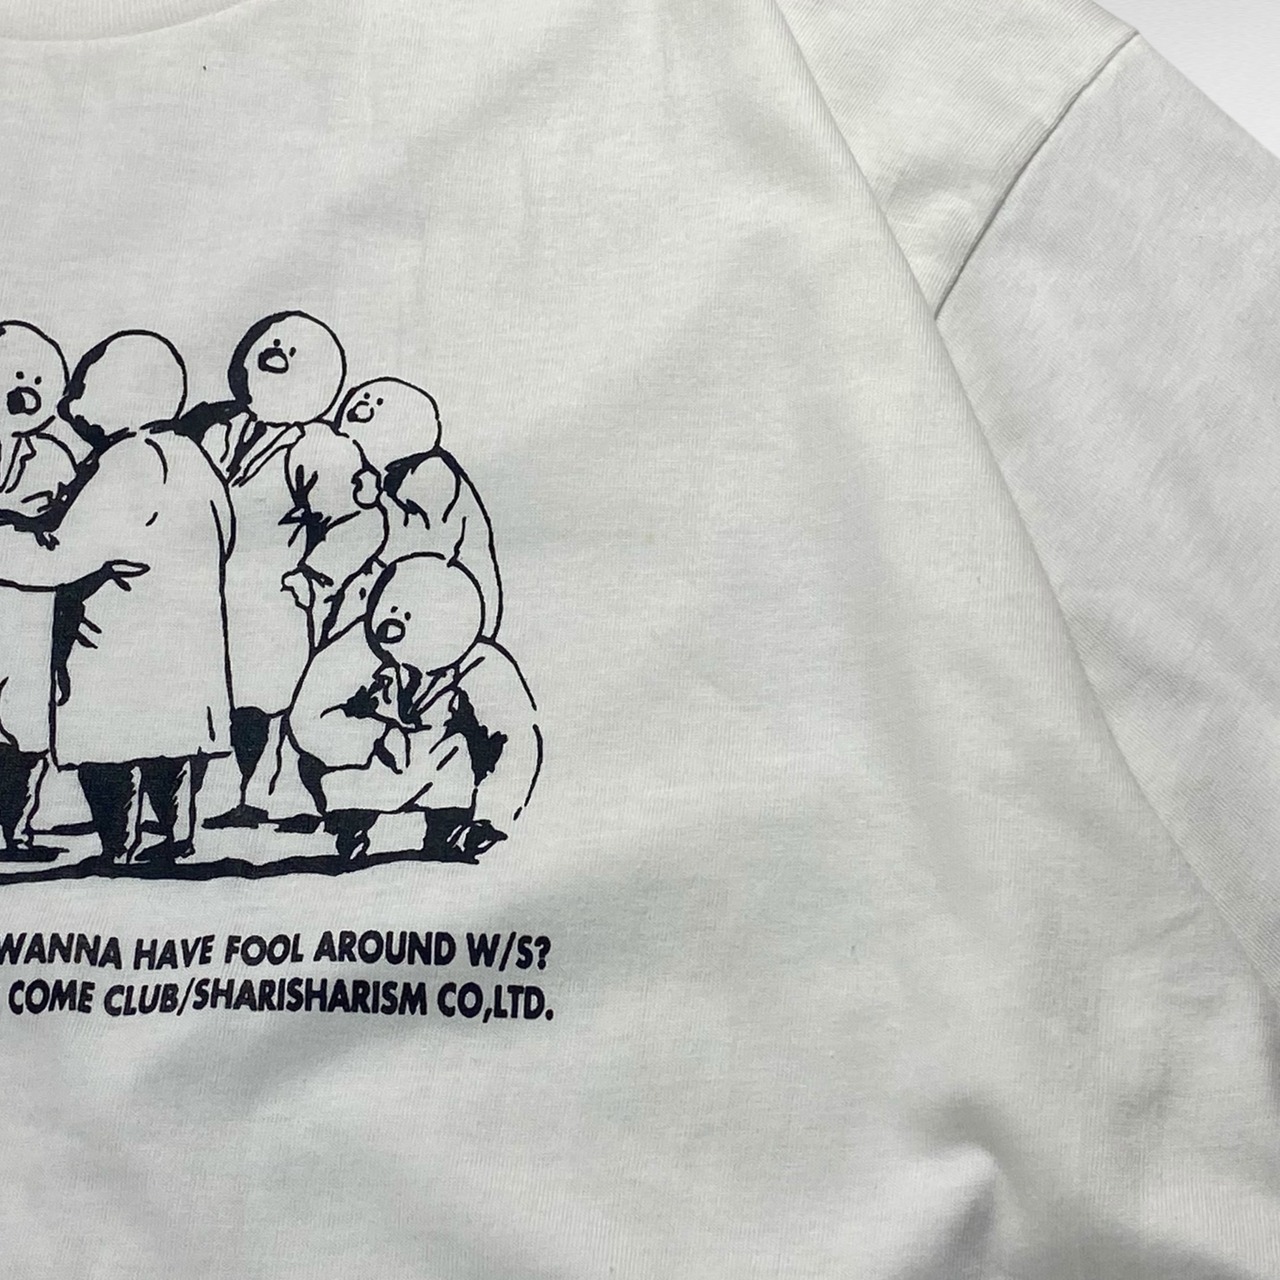 WANNA HAVE FOOL AROUND W/S?
COME CLUB/SHARISHARISM CO,LTD.